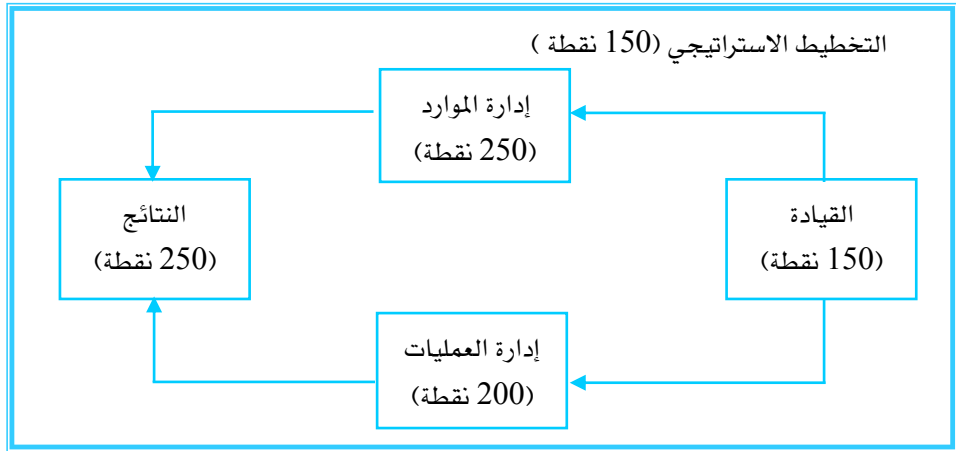 التخطيط الاستراتيجي (150 نقطة )
إدارة الموارد
(250 نقطة)
القيادة
(150 نقطة)
النتائج
(250 نقطة)
إدارة العمليات
(200 نقطة)